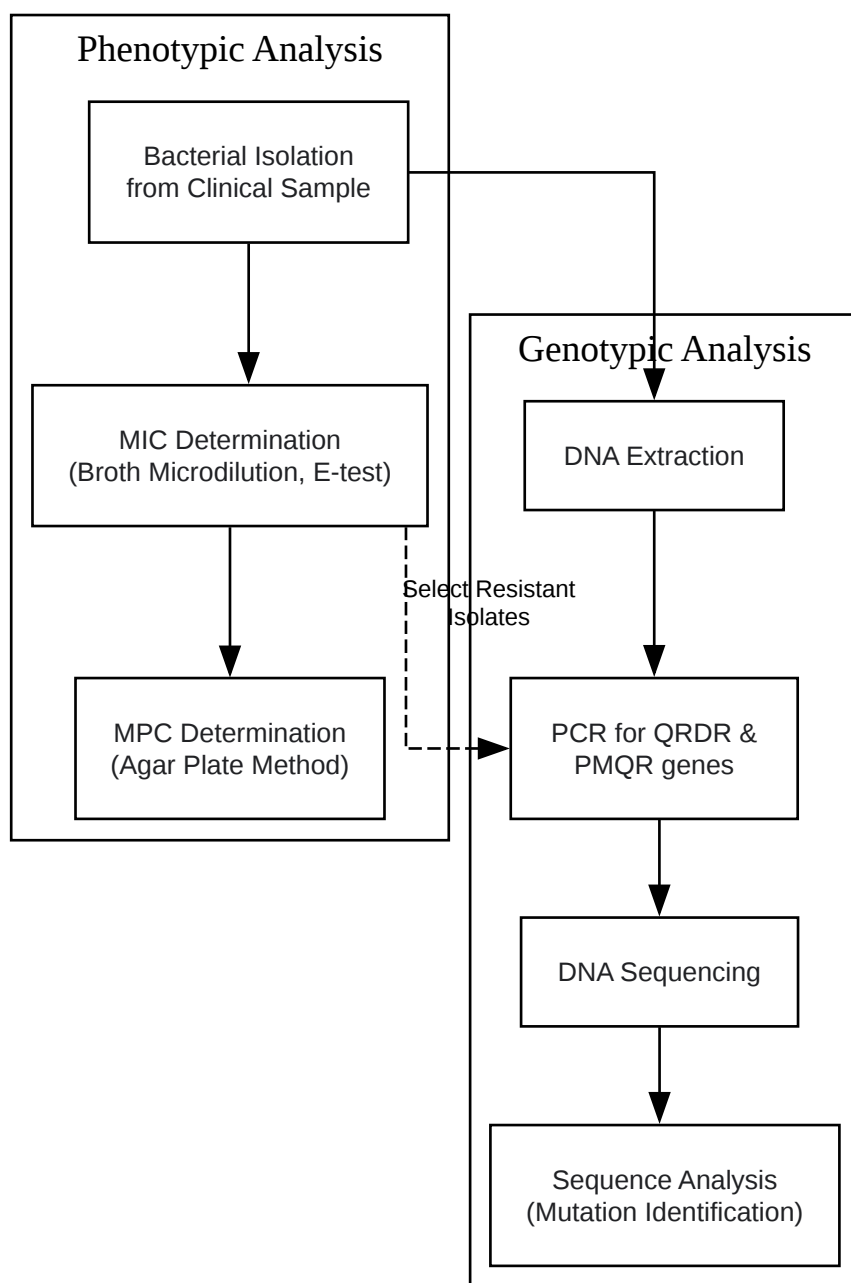 Phenotypic Analysis
Bacterial Isolation
from Clinical Sample
MIC Determination
(Broth Microdilution, E-test)
MPC Determination
(Agar Plate Method)
Select Resistant
Isolates
Genotypic Analysis
DNA Extraction
PCR for QRDR &
PMQR genes
DNA Sequencing
Sequence Analysis
(Mutation Identification)